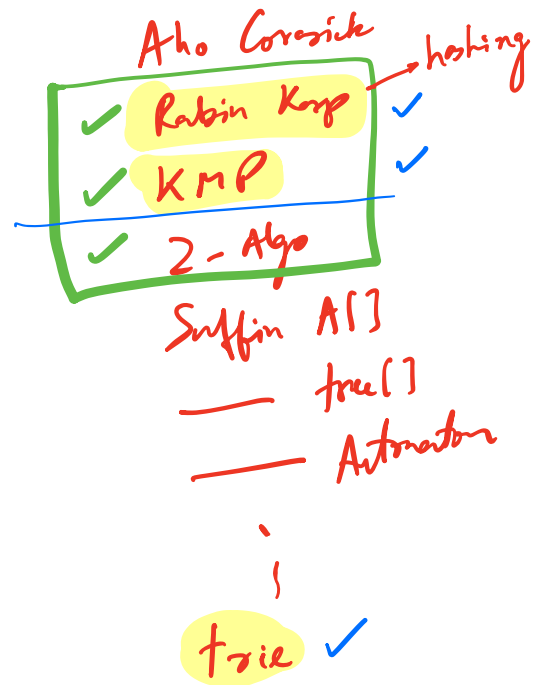 Aho Corasick
Rabin Karp → hashing
KMP
Z-Algo
Suffix A[]
— tree[]
— Automaton
trie